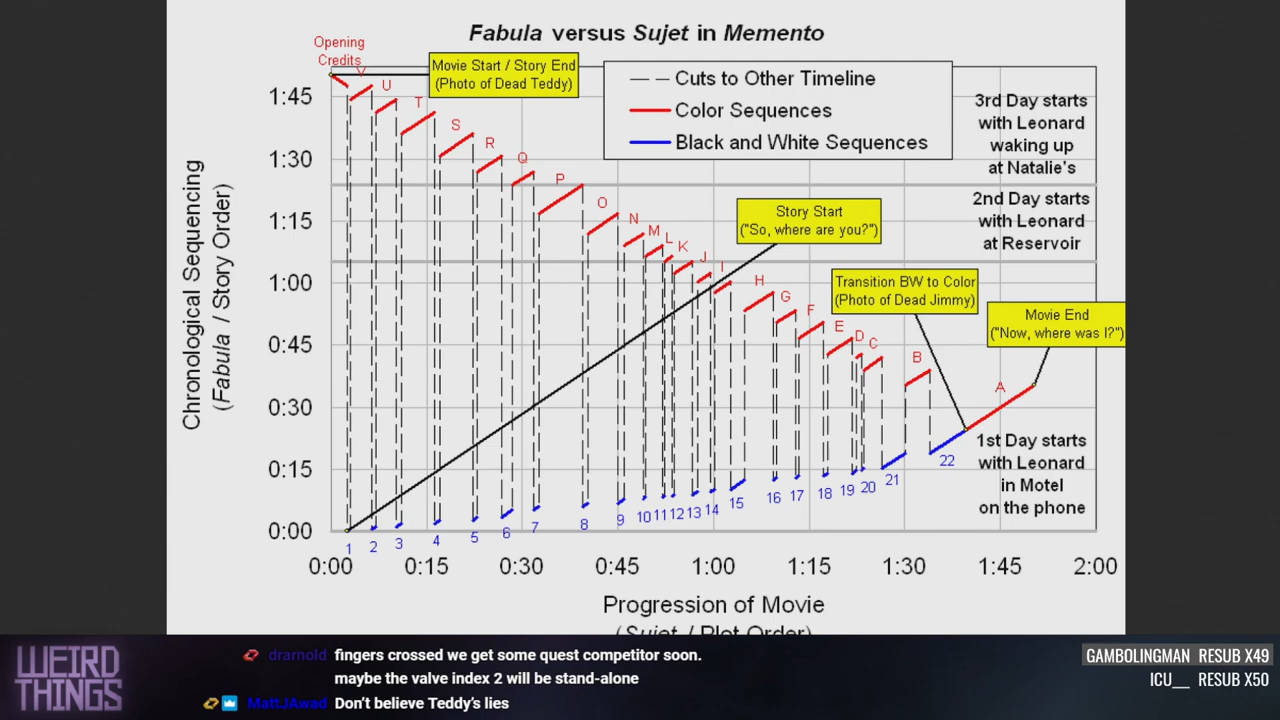 Fabula versus Sujet in Memento
Opening
Credits
Movie Start / Story End
(Photo of Dead Teddy)
Cuts to Other Timeline
Color Sequences
Black and White Sequences
3rd Day starts
with Leonard
waking up
at Natalie's
2nd Day starts
with Leonard
at Reservoir
Story Start
("So, where are you?")
Transition BW to Color
(Photo of Dead Jimmy)
Movie End
("Now, where was I?")
1st Day starts
with Leonard
in Motel
on the phone
Chronological Sequencing
(Fabula / Story Order)
1:45
1:30
1:15
1:00
0:45
0:30
0:15
0:00
V U T S R Q P O N M L K J I H G F E D C B A
1 2 3 4 5 6 7 8 9 10 11 12 13 14 15 16 17 18 19 20 21 22
0:00 0:15 0:30 0:45 1:00 1:15 1:30 1:45 2:00
Progression of Movie
(Sujet / Plot Order)
WEIRD
THINGS
drarnold fingers crossed we get some quest competitor soon.
maybe the valve index 2 will be stand-alone
MattJAwad Don't believe Teddy's lies
GAMBOLINGMAN RESUB X49
ICU__ RESUB X50